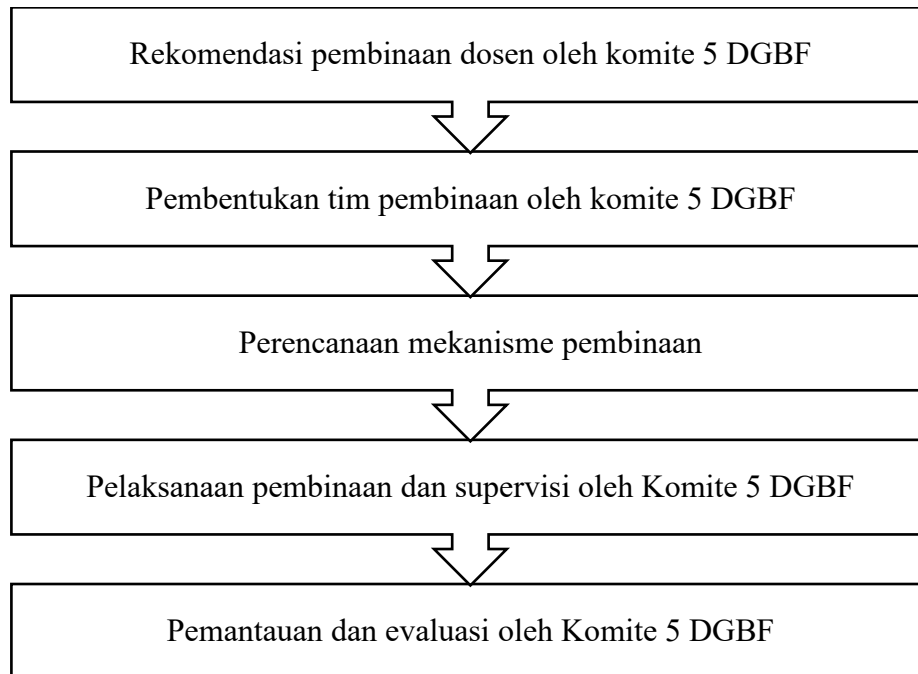 Rekomendasi pembinaan dosen oleh komite 5 DGBF
Pembentukan tim pembinaan oleh komite 5 DGBF
Perencanaan mekanisme pembinaan
Pelaksanaan pembinaan dan supervisi oleh Komite 5 DGBF
Pemantauan dan evaluasi oleh Komite 5 DGBF